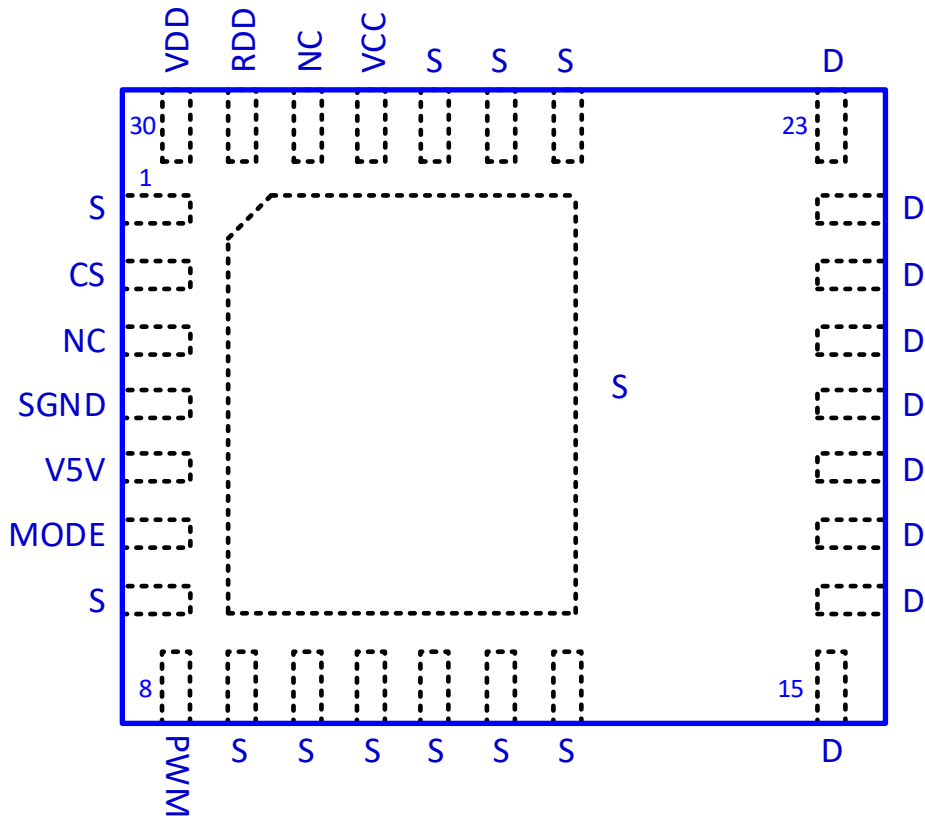 VDD RDD NC VCC S S S D
30 23
1
S D
CS D
NC D
SGND D
S
V5V D
MODE D
S D
8 15
PWM S S S S S S D